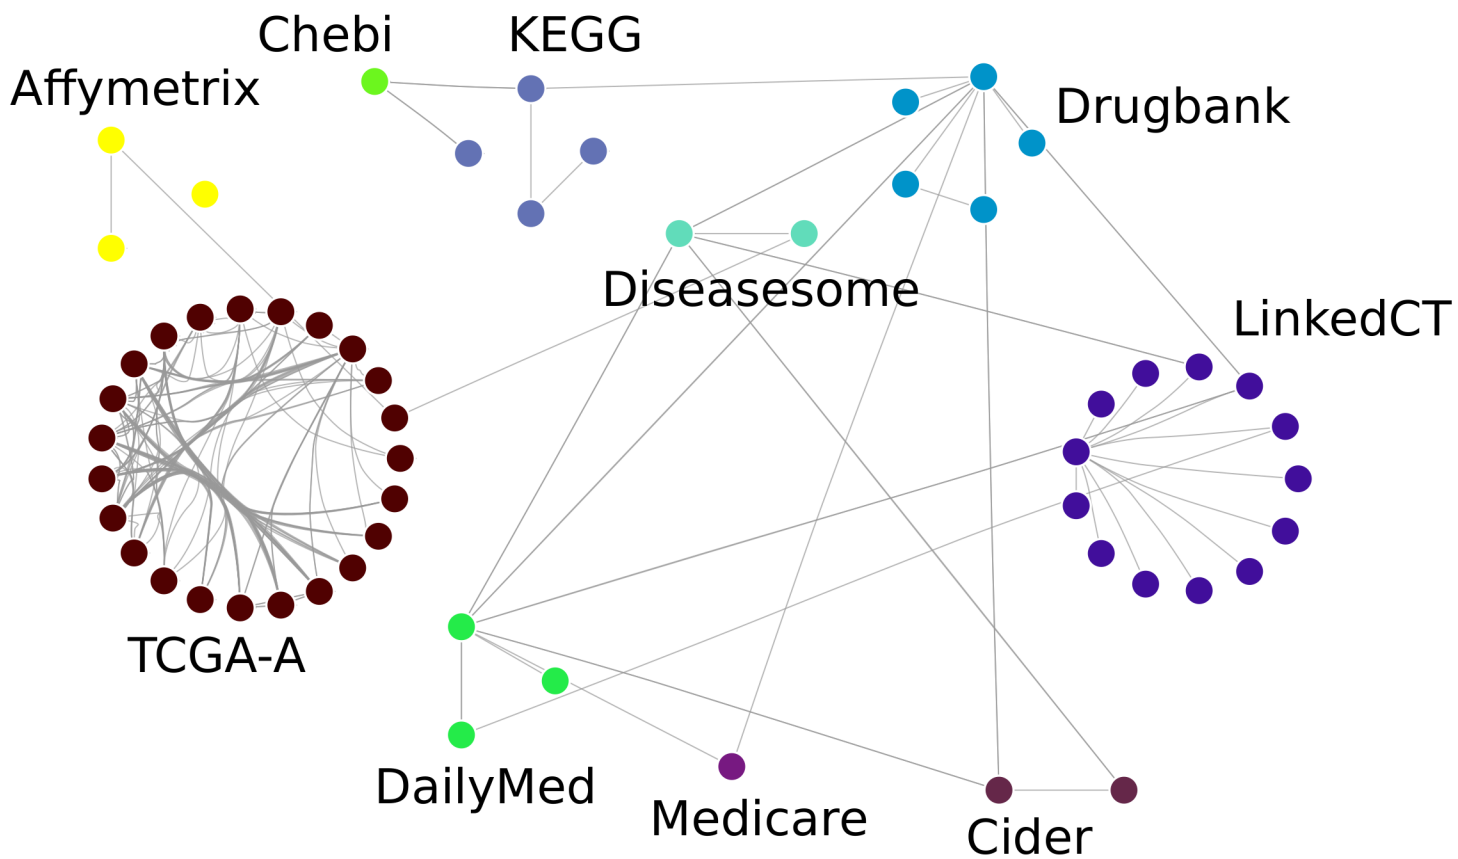 Chebi
KEGG
Affymetrix
Drugbank
Diseasesome
LinkedCT
TCGA-A
DailyMed
Medicare
Cider